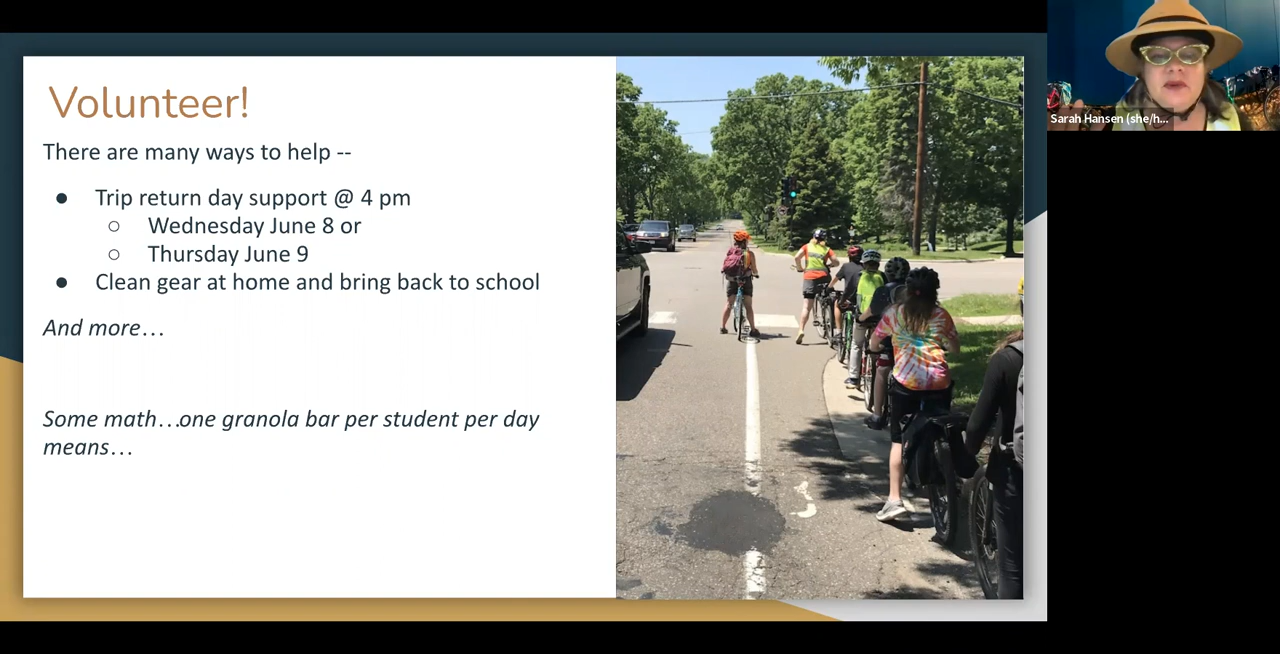 Volunteer!
There are many ways to help --
● Trip return day support @ 4 pm
○ Wednesday June 8 or
○ Thursday June 9
● Clean gear at home and bring back to school
And more…
Some math…one granola bar per student per day
means…
Sarah Hansen (she/h...